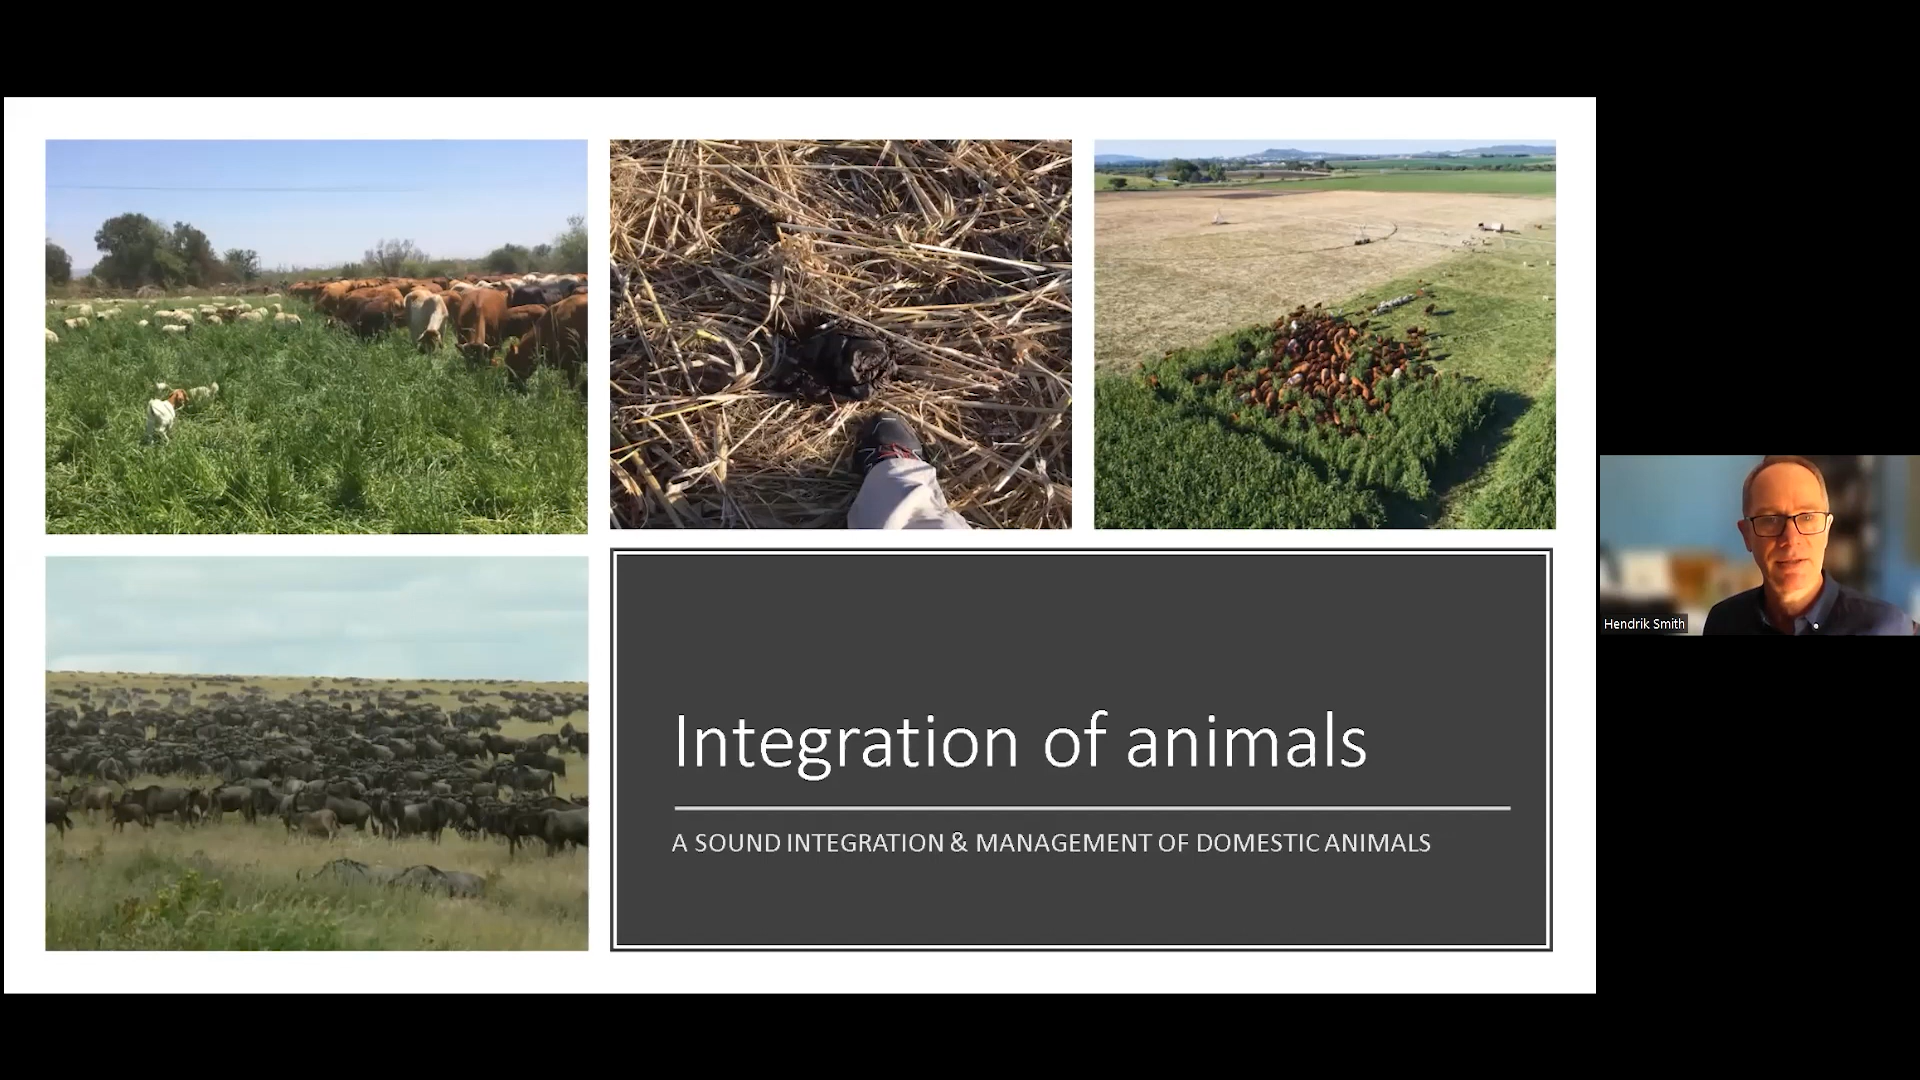 Integration of animals
A SOUND INTEGRATION & MANAGEMENT OF DOMESTIC ANIMALS
Hendrik Smith